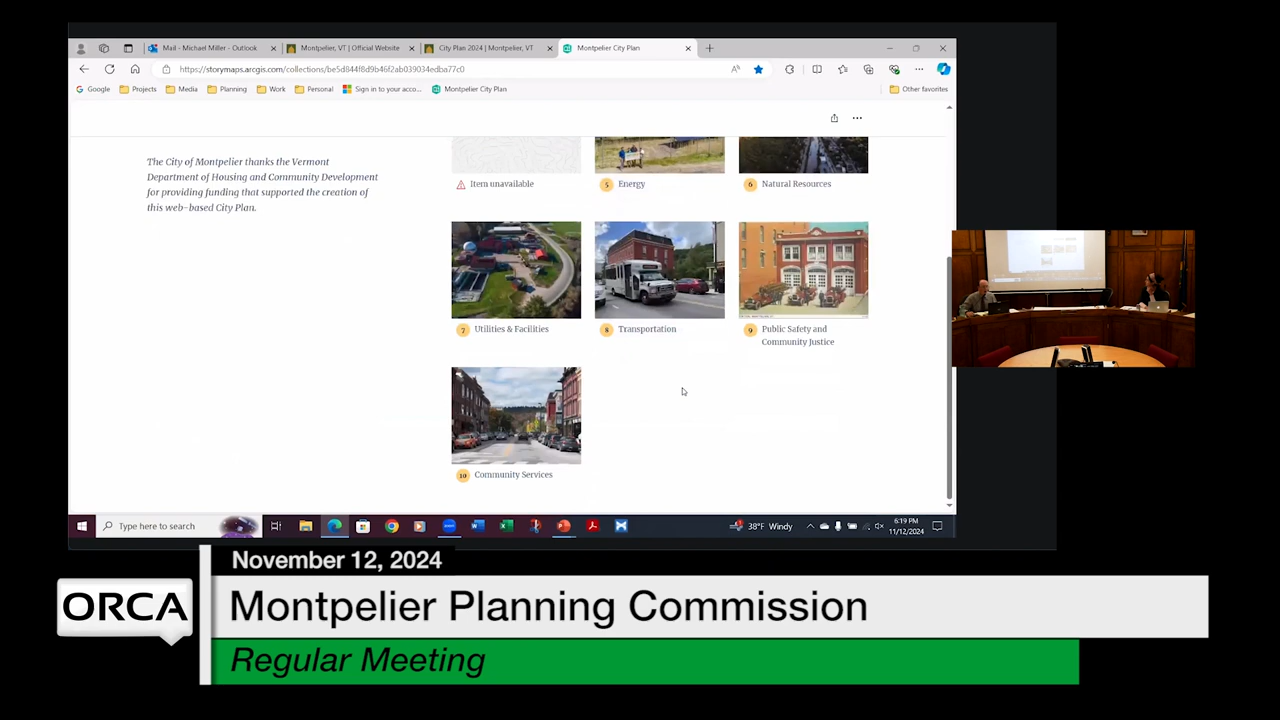 Mail - Michael Miller - Outlook
Montpelier, VT | Official Website
City Plan 2024 | Montpelier, VT
Montpelier City Plan
https://storymaps.arcgis.com/collections/be5d844f8d9b46f2ab039034edba77c0
Google
Projects
Media
Planning
Work
Personal
Sign in to your acco...
Montpelier City Plan
Other favorites
The City of Montpelier thanks the Vermont
Department of Housing and Community Development
for providing funding that supported the creation of
this web-based City Plan.
Item unavailable
5 Energy
6 Natural Resources
7 Utilities & Facilities
8 Transportation
9 Public Safety and
Community Justice
10 Community Services
Type here to search
38°F Windy
6:19 PM
11/12/2024
November 12, 2024
ORCA
Montpelier Planning Commission
Regular Meeting